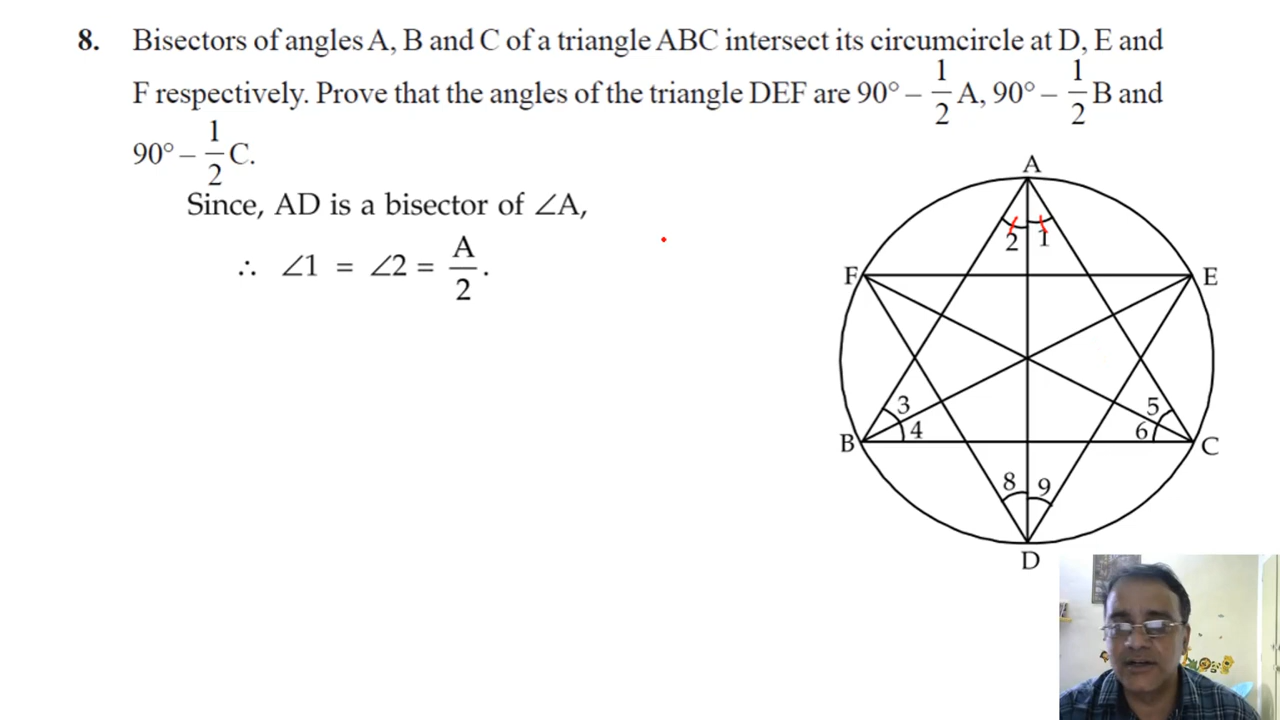 8. Bisectors of angles A, B and C of a triangle ABC intersect its circumcircle at D, E and
F respectively. Prove that the angles of the triangle DEF are 90° – 1/2 A, 90° – 1/2 B and
90° – 1/2 C.
Since, AD is a bisector of ∠A,
∴ ∠1 = ∠2 = A/2.
A
2 1
F E
3 5
B 4 6 C
8 9
D